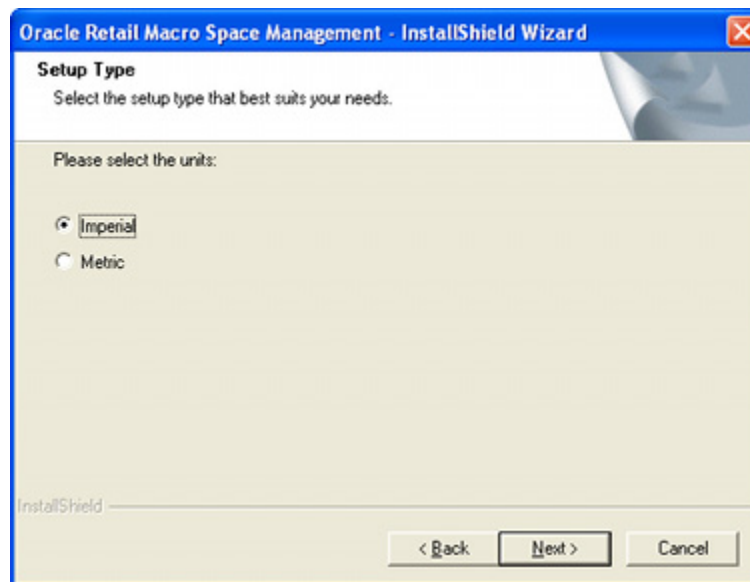 Oracle Retail Macro Space Management - InstallShield Wizard
Setup Type
Select the setup type that best suits your needs.
Please select the units:
Imperial
Metric
InstallShield
< Back Next > Cancel